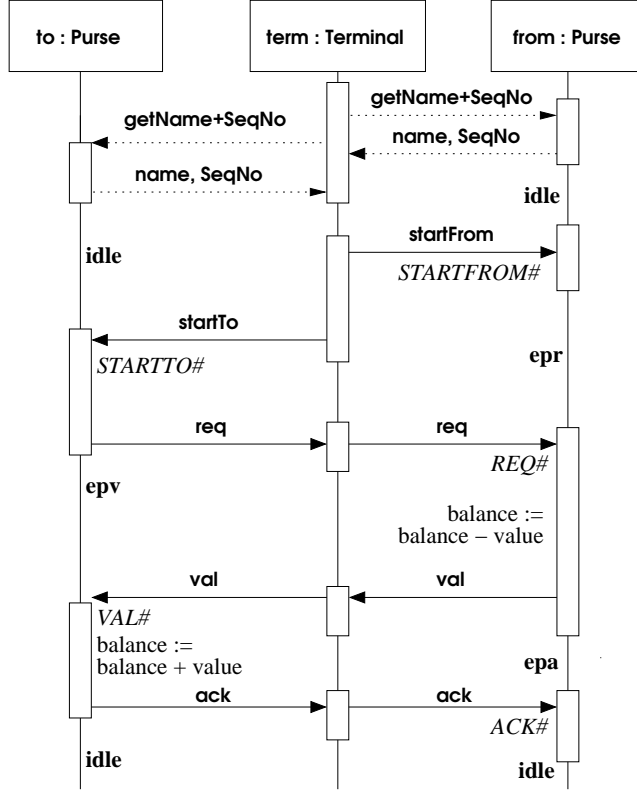 to : Purse
term : Terminal
from : Purse
getName+SeqNo
getName+SeqNo
name, SeqNo
name, SeqNo
idle
idle
startFrom
STARTFROM#
startTo
STARTTO#
epr
req
req
REQ#
epv
balance :=
balance − value
val
val
VAL#
balance :=
balance + value
epa
ack
ack
ACK#
idle
idle